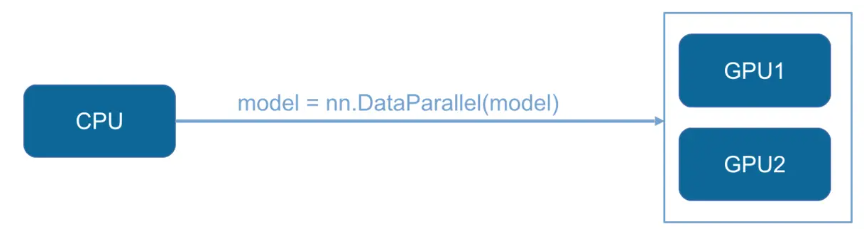 CPU
model = nn.DataParallel(model)
GPU1
GPU2